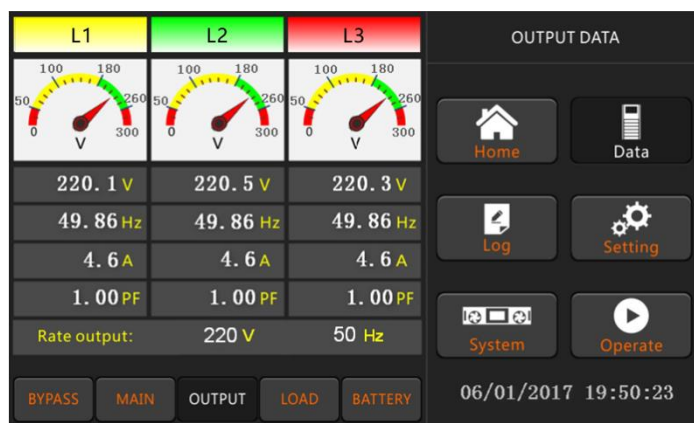 L1 L2 L3
100 180 100 180 100 180
50 260 50 260 50 260
0 300 0 300 0 300
V V V
220.1 V 220.5 V 220.3 V
49.86 Hz 49.86 Hz 49.86 Hz
4.6 A 4.6 A 4.6 A
1.00 PF 1.00 PF 1.00 PF
Rate output: 220 V 50 Hz
BYPASS MAIN OUTPUT LOAD BATTERY
OUTPUT DATA
Home Data
Log Setting
System Operate
06/01/2017 19:50:23